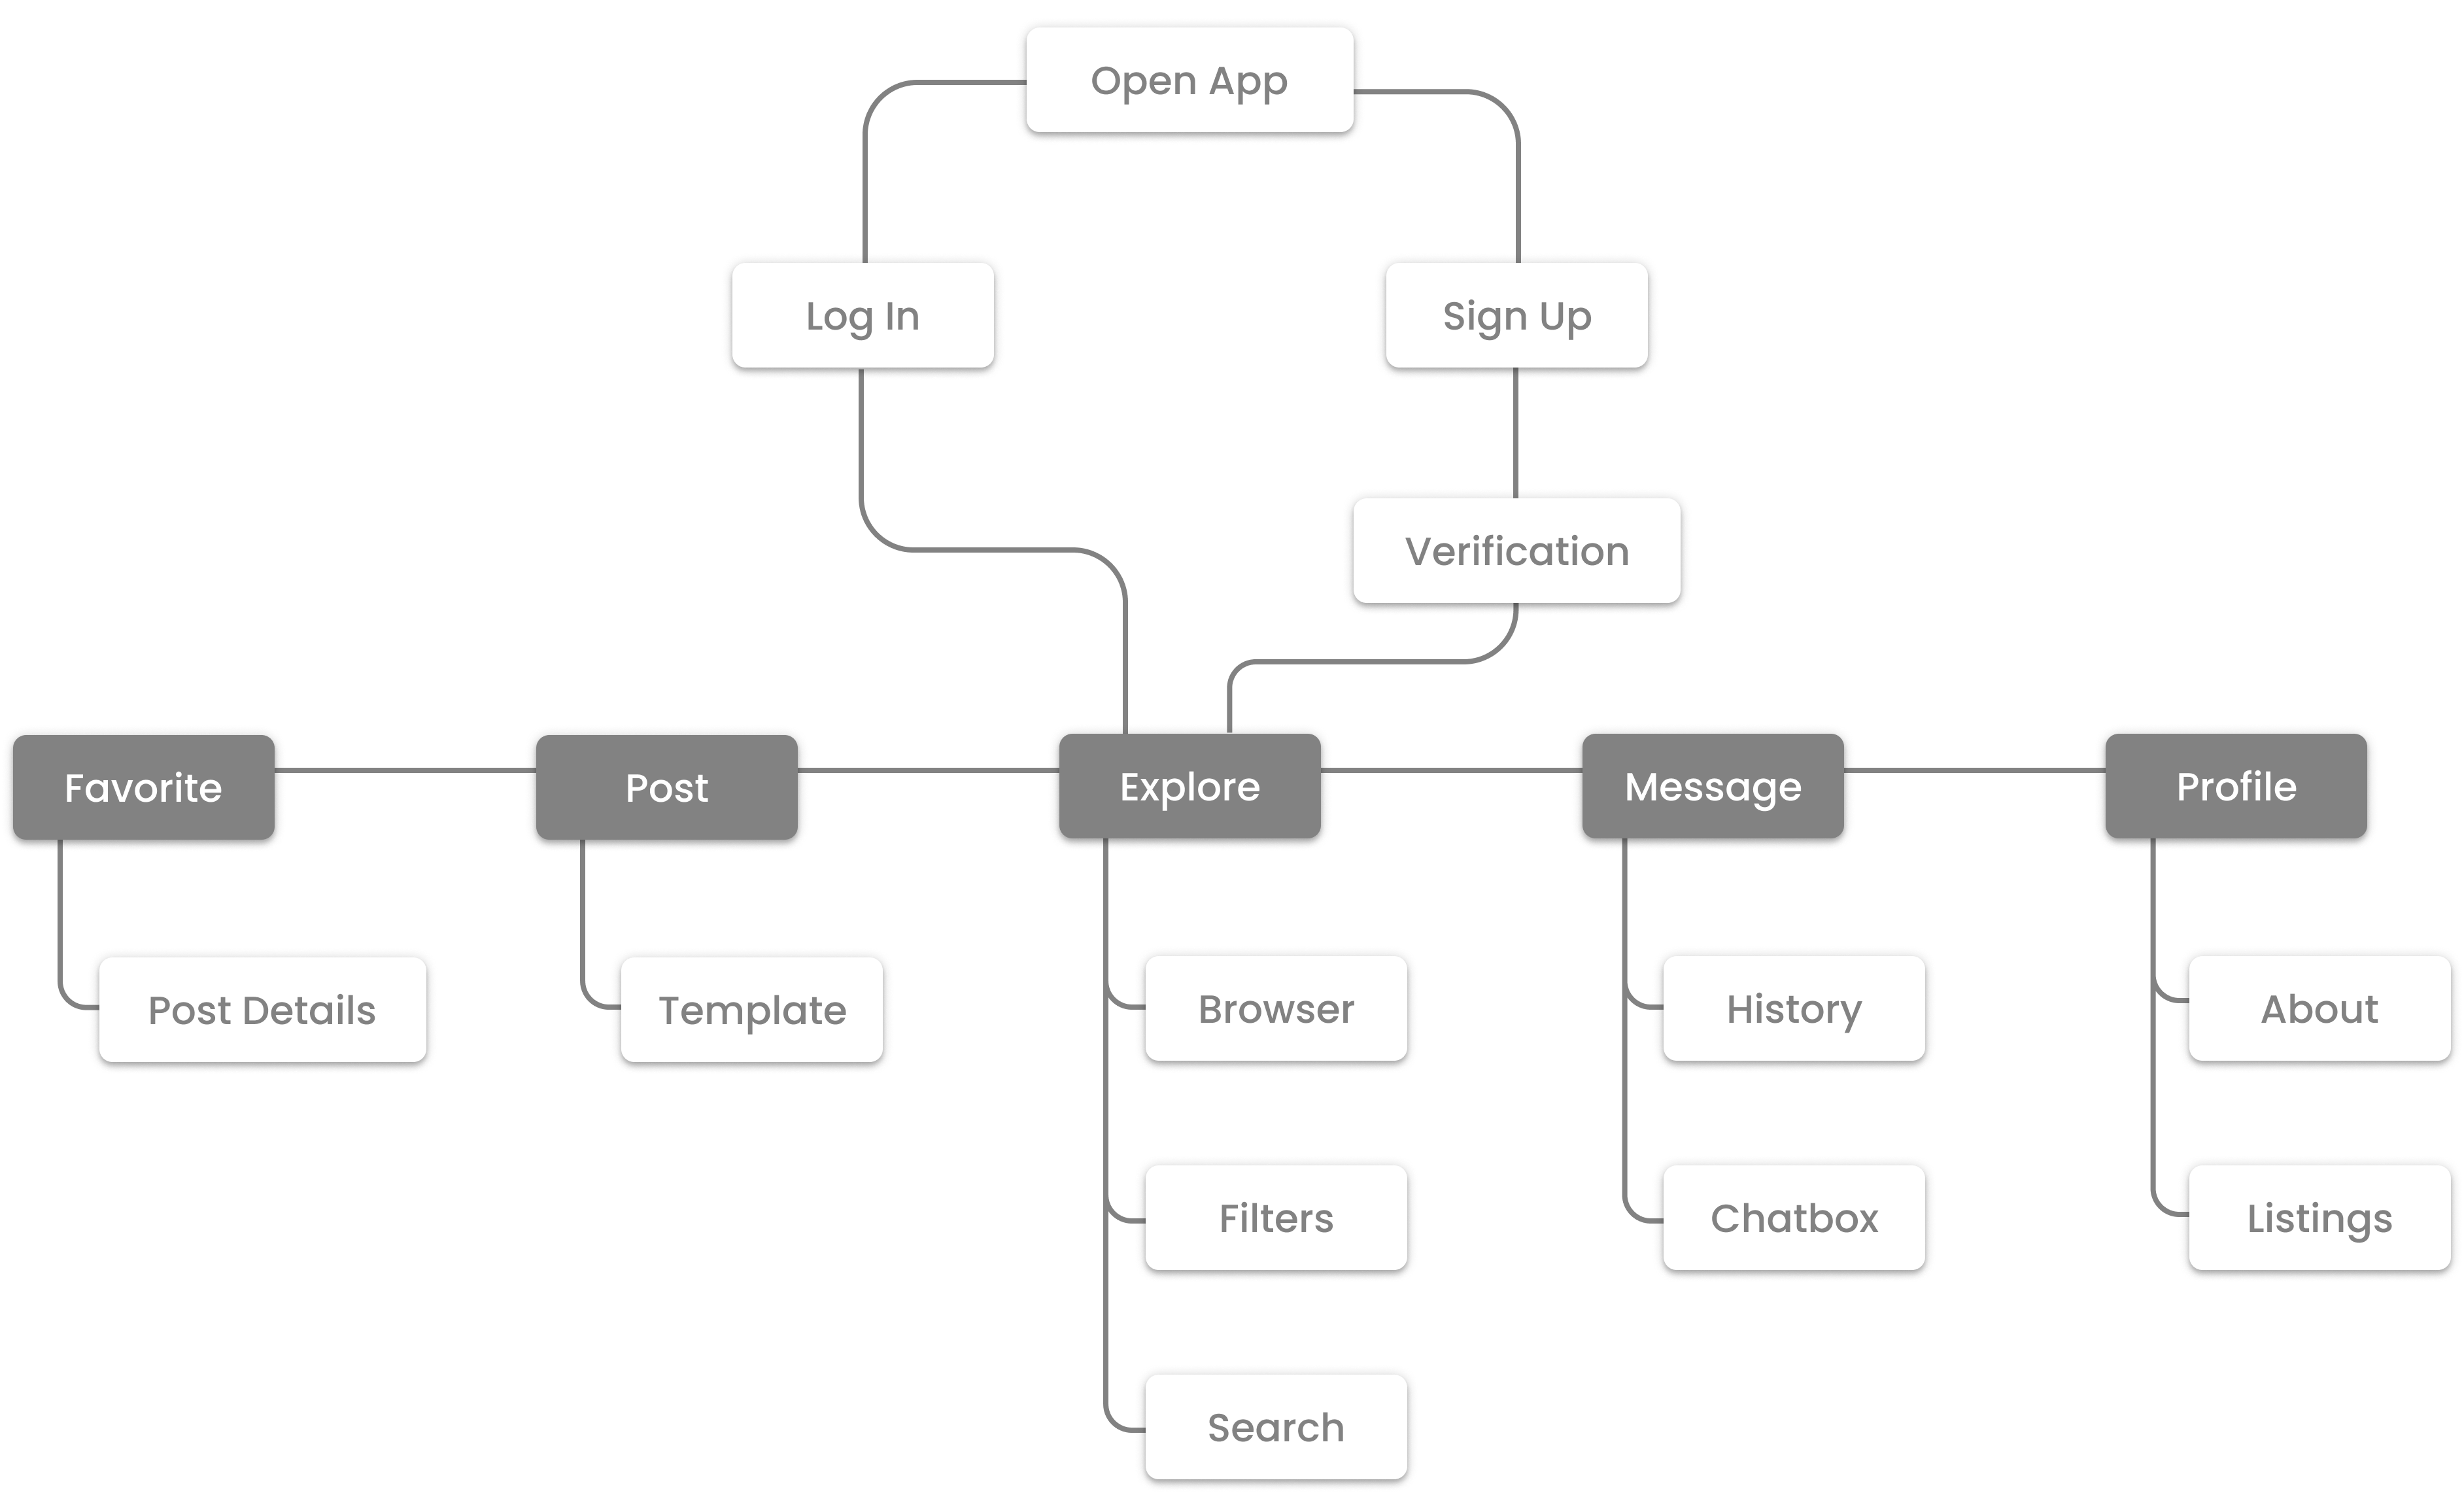 Open App
Log In
Sign Up
Verification
Favorite
Post
Explore
Message
Profile
Post Details
Template
Browser
History
About
Filters
Chatbox
Listings
Search